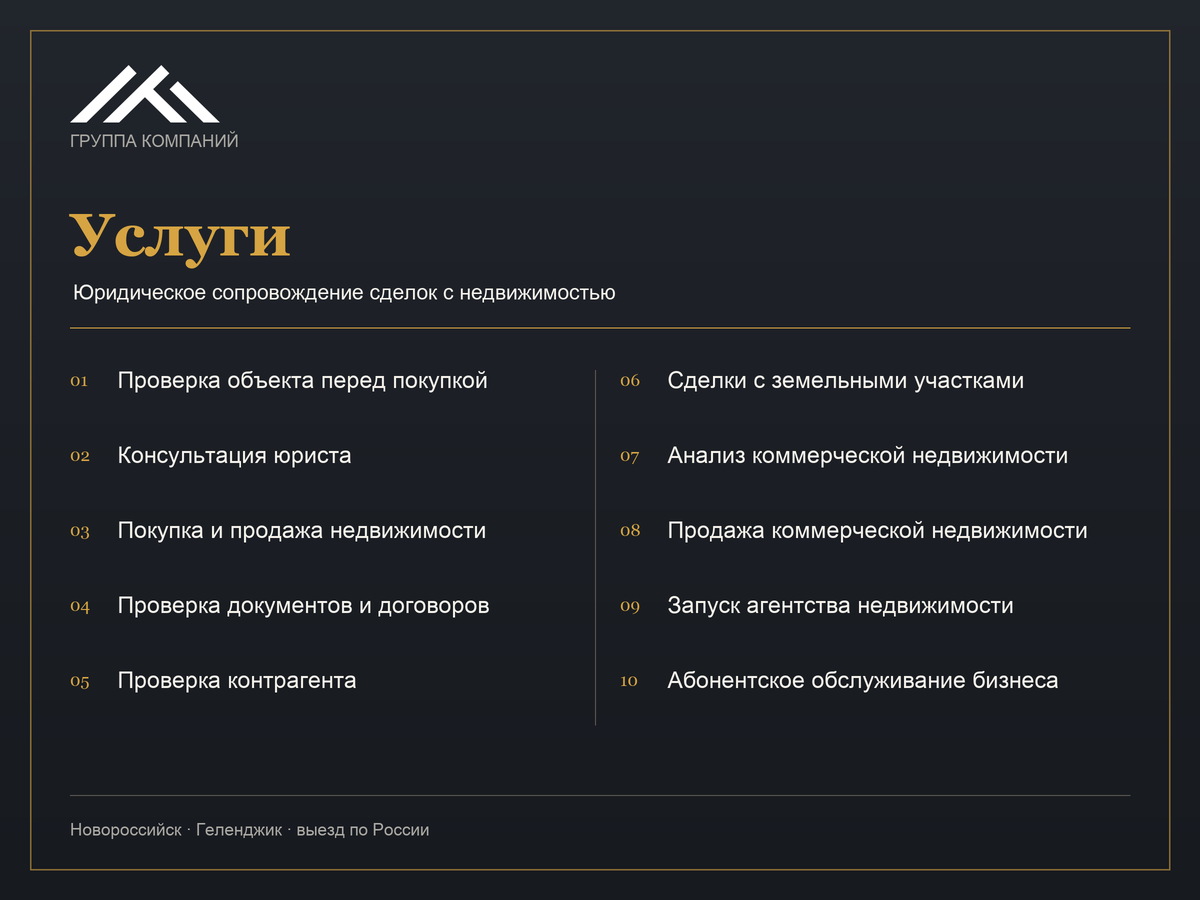 ГРУППА КОМПАНИЙ
Услуги
Юридическое сопровождение сделок с недвижимостью
01 Проверка объекта перед покупкой
02 Консультация юриста
03 Покупка и продажа недвижимости
04 Проверка документов и договоров
05 Проверка контрагента
06 Сделки с земельными участками
07 Анализ коммерческой недвижимости
08 Продажа коммерческой недвижимости
09 Запуск агентства недвижимости
10 Абонентское обслуживание бизнеса
Новороссийск · Геленджик · выезд по России